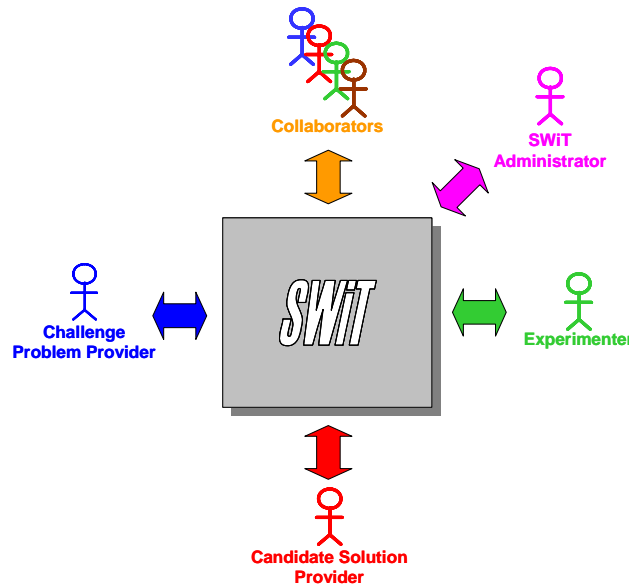 Collaborators
SWiT
Administrator
SWiT
Challenge
Problem Provider
Experimenter
Candidate Solution
Provider